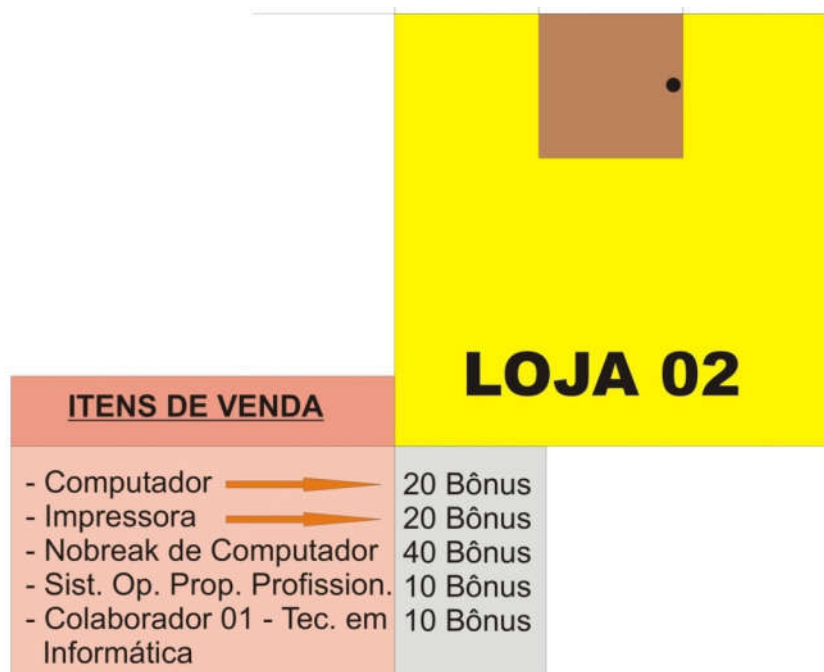 LOJA 02
ITENS DE VENDA
- Computador 20 Bônus
- Impressora 20 Bônus
- Nobreak de Computador 40 Bônus
- Sist. Op. Prop. Profission. 10 Bônus
- Colaborador 01 - Tec. em 10 Bônus
Informática